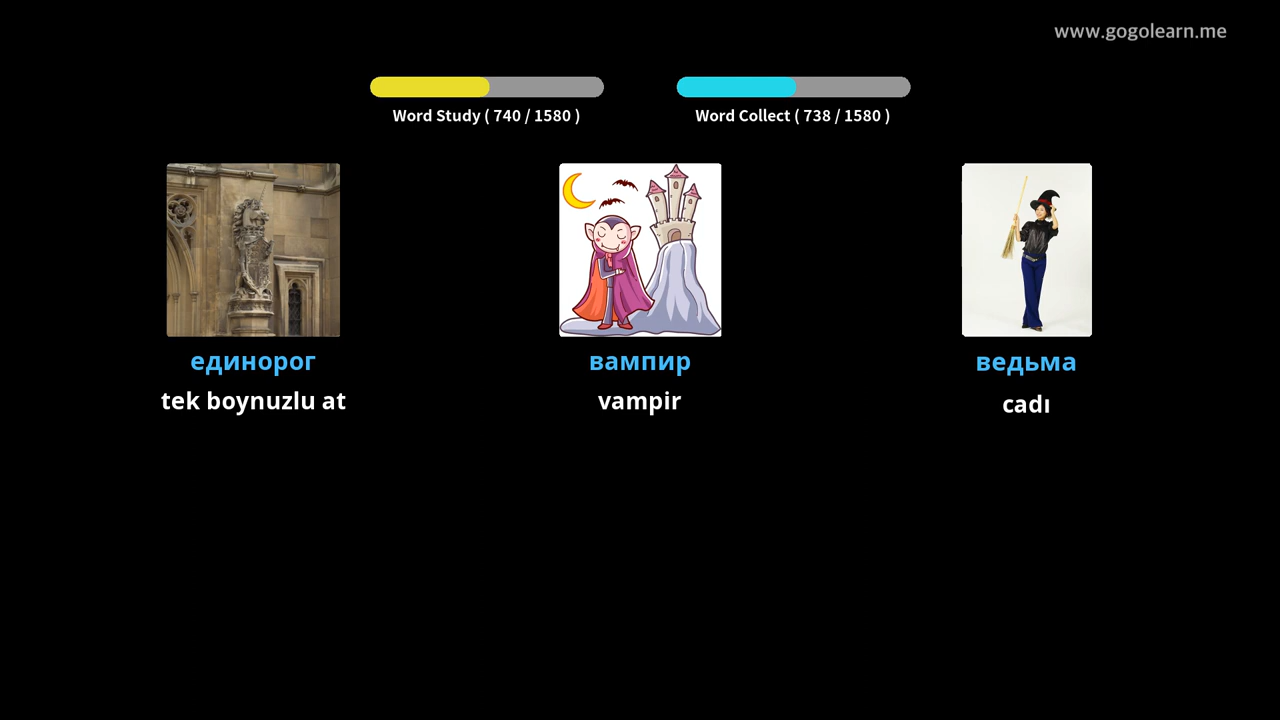 www.gogolearn.me
Word Study ( 740 / 1580 )
Word Collect ( 738 / 1580 )
единорог
tek boynuzlu at
вампир
vampir
ведьма
cadı